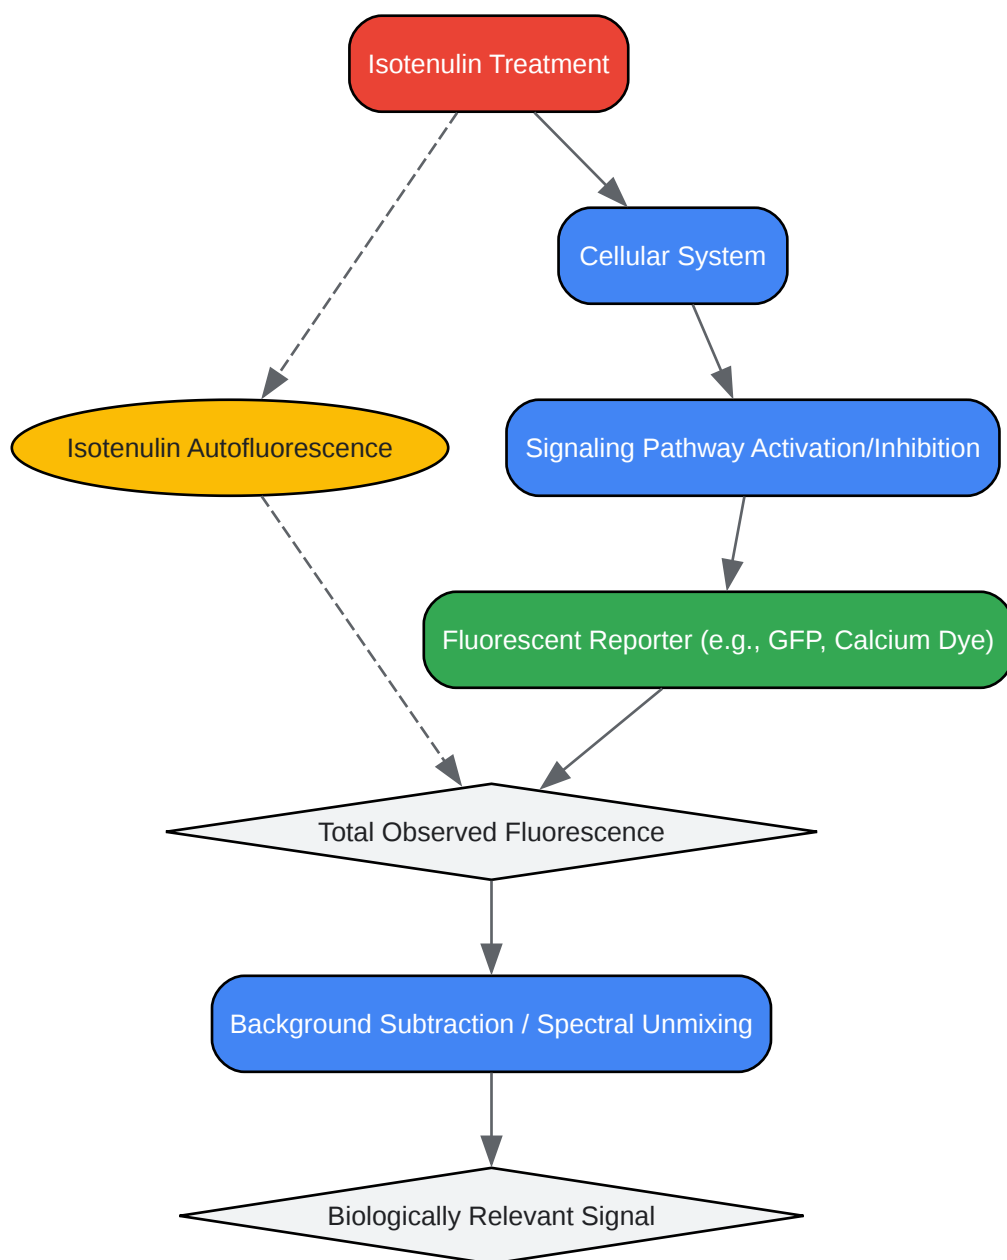 Isotenulin Treatment
Cellular System
Isotenulin Autofluorescence
Signaling Pathway Activation/Inhibition
Fluorescent Reporter (e.g., GFP, Calcium Dye)
Total Observed Fluorescence
Background Subtraction / Spectral Unmixing
Biologically Relevant Signal